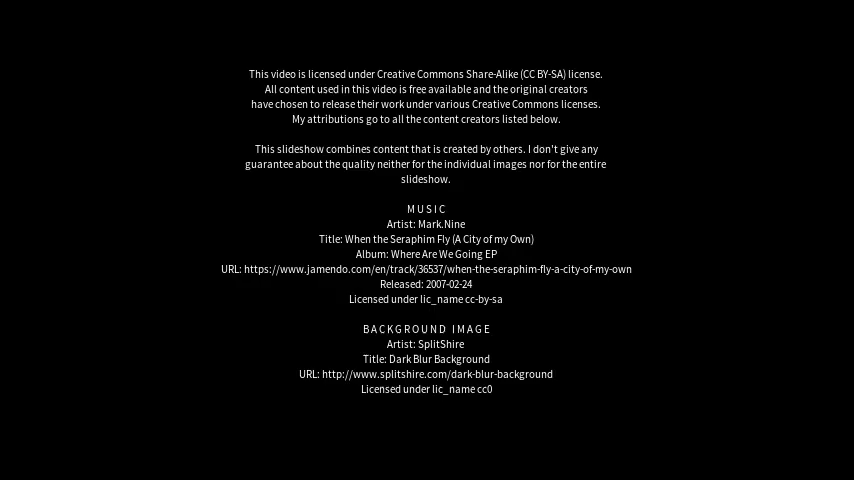 This video is licensed under Creative Commons Share-Alike (CC BY-SA) license.
All content used in this video is free available and the original creators
have chosen to release their work under various Creative Commons licenses.
My attributions go to all the content creators listed below.
This slideshow combines content that is created by others. I don't give any
guarantee about the quality neither for the individual images nor for the entire
slideshow.
MUSIC
Artist: Mark.Nine
Title: When the Seraphim Fly (A City of my Own)
Album: Where Are We Going EP
URL: https://www.jamendo.com/en/track/36537/when-the-seraphim-fly-a-city-of-my-own
Released: 2007-02-24
Licensed under lic_name cc-by-sa
BACKGROUND IMAGE
Artist: SplitShire
Title: Dark Blur Background
URL: http://www.splitshire.com/dark-blur-background
Licensed under lic_name cc0